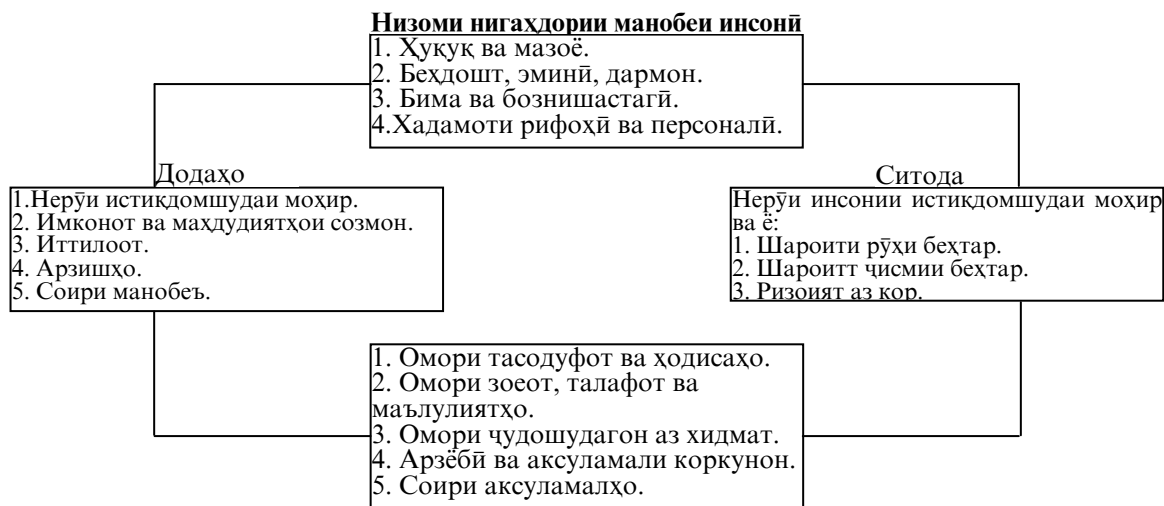 Низоми нигаҳдории манобеи инсонӣ
1. Ҳуқуқ ва мазоё.
2. Беҳдошт, эминӣ, дармон.
3. Бима ва бознишастагӣ.
4.Хадамоти рифоҳӣ ва персоналӣ.
Додаҳо
1.Нерӯи истиқдомшудаи моҳир.
2. Имконот ва маҳдудиятҳои созмон.
3. Иттилоот.
4. Арзишҳо.
5. Соири манобеъ.
Ситода
Нерӯи инсонии истиқдомшудаи моҳир
ва ё:
1. Шароити рӯҳи беҳтар.
2. Шароитт ҷисмии беҳтар.
3. Ризоият аз кор.
1. Омори тасодуфот ва ҳодисаҳо.
2. Омори зоеот, талафот ва
маълулиятҳо.
3. Омори ҷудошудагон аз хидмат.
4. Арзёбӣ ва аксуламали коркунон.
5. Соири аксуламалҳо.